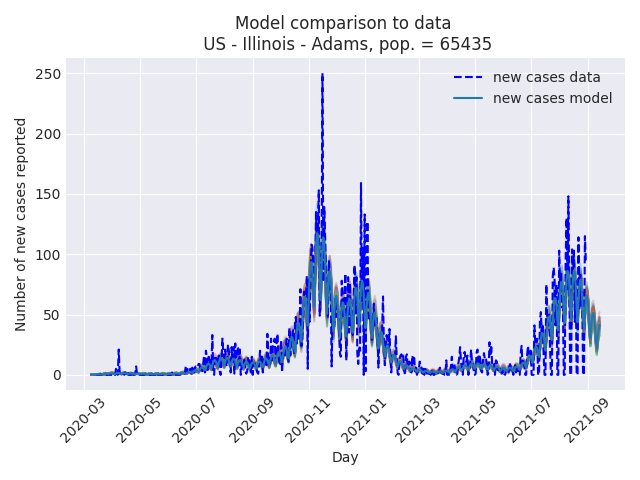 Model comparison to data
US - Illinois - Adams, pop. = 65435
new cases data
new cases model
Number of new cases reported
250
200
150
100
50
0
2020-03
2020-05
2020-07
2020-09
2020-11
2021-01
2021-03
2021-05
2021-07
2021-09
Day